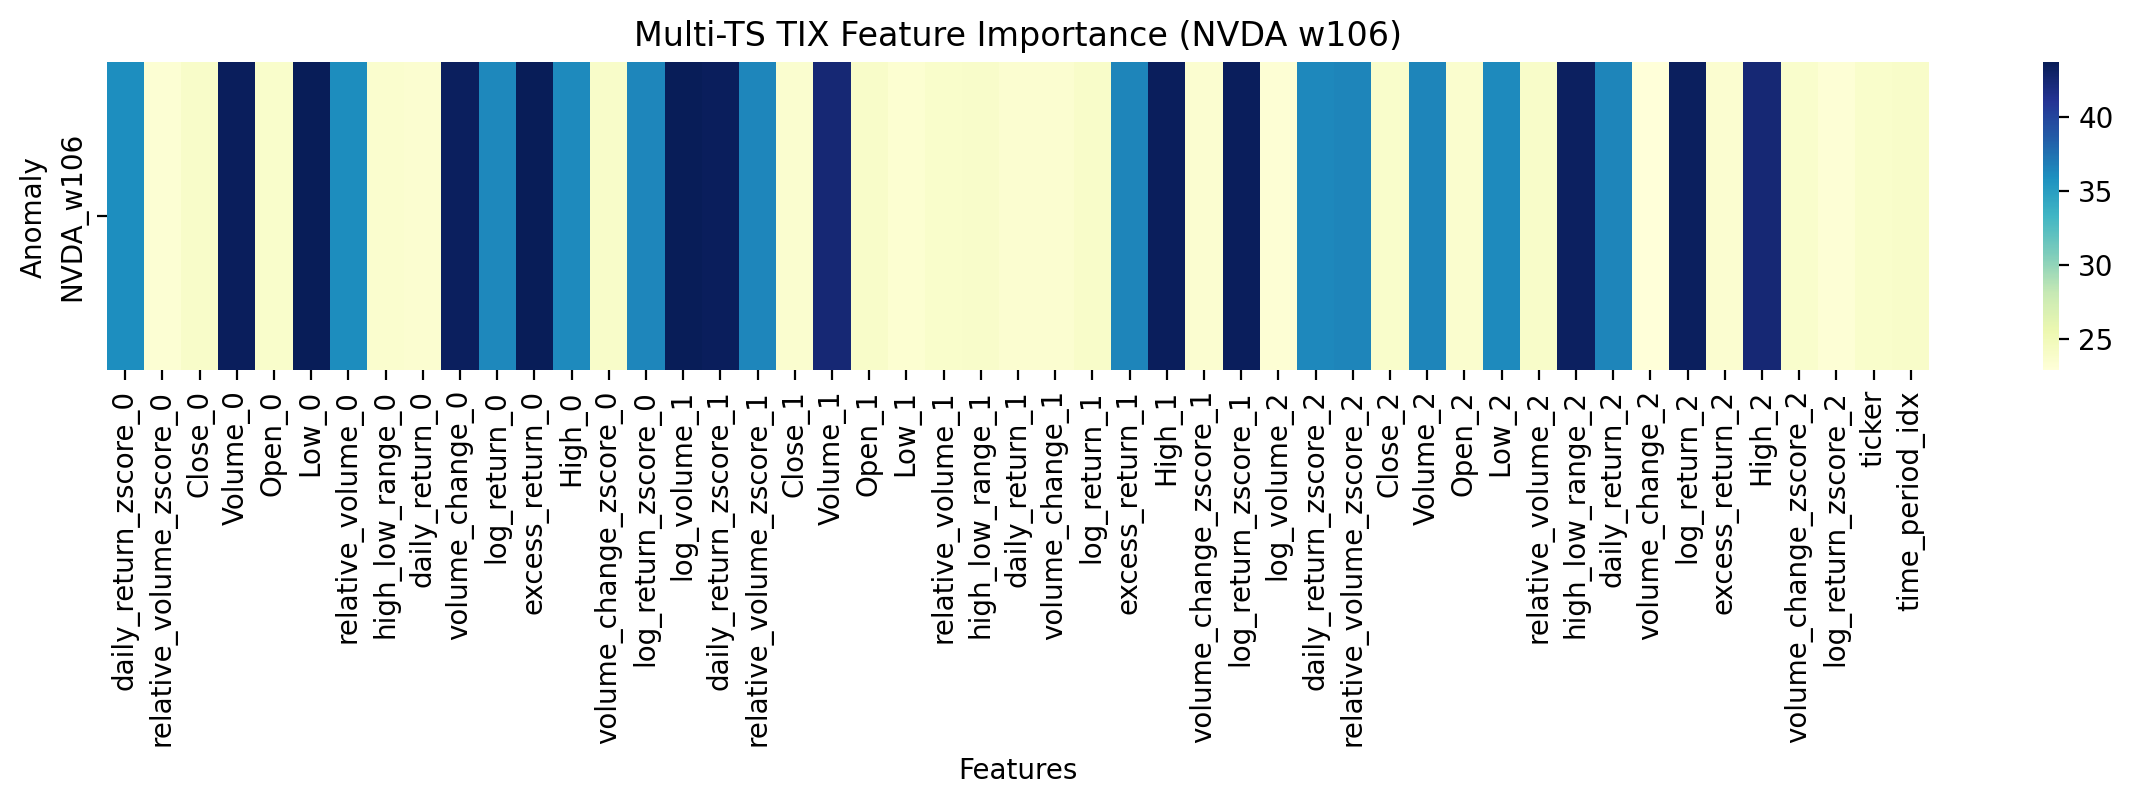 Multi-TS TIX Feature Importance (NVDA w106)
Anomaly
NVDA_w106
40
35
30
25
daily_return_zscore_0
relative_volume_zscore_0
Close_0
Volume_0
Open_0
Low_0
relative_volume_0
high_low_range_0
daily_return_0
volume_change_0
log_return_0
excess_return_0
High_0
volume_change_zscore_0
log_return_zscore_0
log_volume_1
daily_return_zscore_1
relative_volume_zscore_1
Close_1
Volume_1
Open_1
Low_1
relative_volume_1
high_low_range_1
daily_return_1
volume_change_1
log_return_1
excess_return_1
High_1
volume_change_zscore_1
log_return_zscore_1
log_volume_2
daily_return_zscore_2
relative_volume_zscore_2
Close_2
Volume_2
Open_2
Low_2
relative_volume_2
high_low_range_2
daily_return_2
volume_change_2
log_return_2
excess_return_2
High_2
volume_change_zscore_2
log_return_zscore_2
ticker
time_period_idx
Features